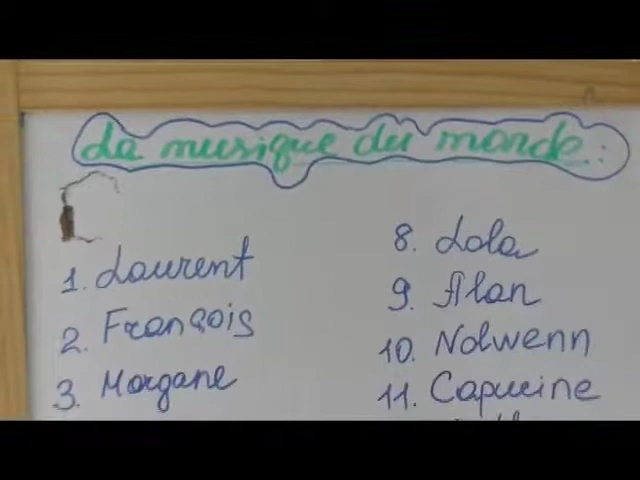 La musique du monde :
1. Laurent
2. François
3. Morgane
8. Lola
9. Alan
10. Nolwenn
11. Capucine